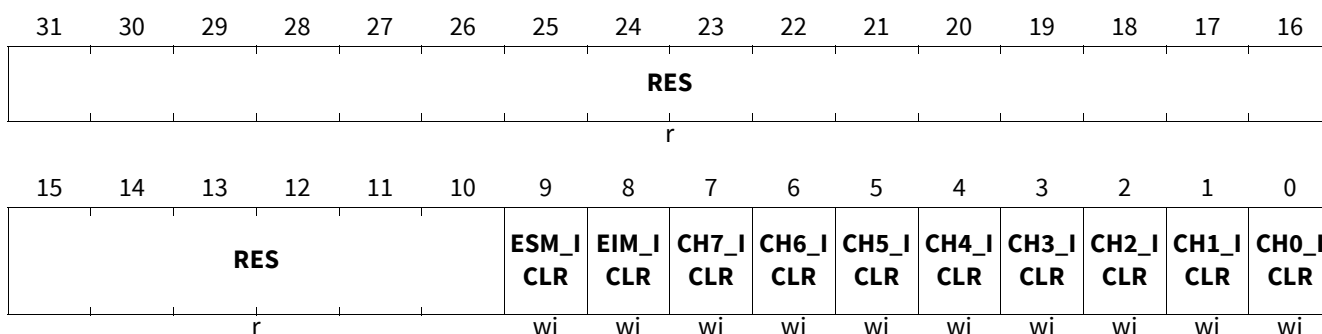 31 30 29 28 27 26 25 24 23 22 21 20 19 18 17 16
RES
r
15 14 13 12 11 10 9 8 7 6 5 4 3 2 1 0
RES ESM_I EIM_I CH7_I CH6_I CH5_I CH4_I CH3_I CH2_I CH1_I CH0_I
CLR CLR CLR CLR CLR CLR CLR CLR CLR CLR
r wi wi wi wi wi wi wi wi wi wi